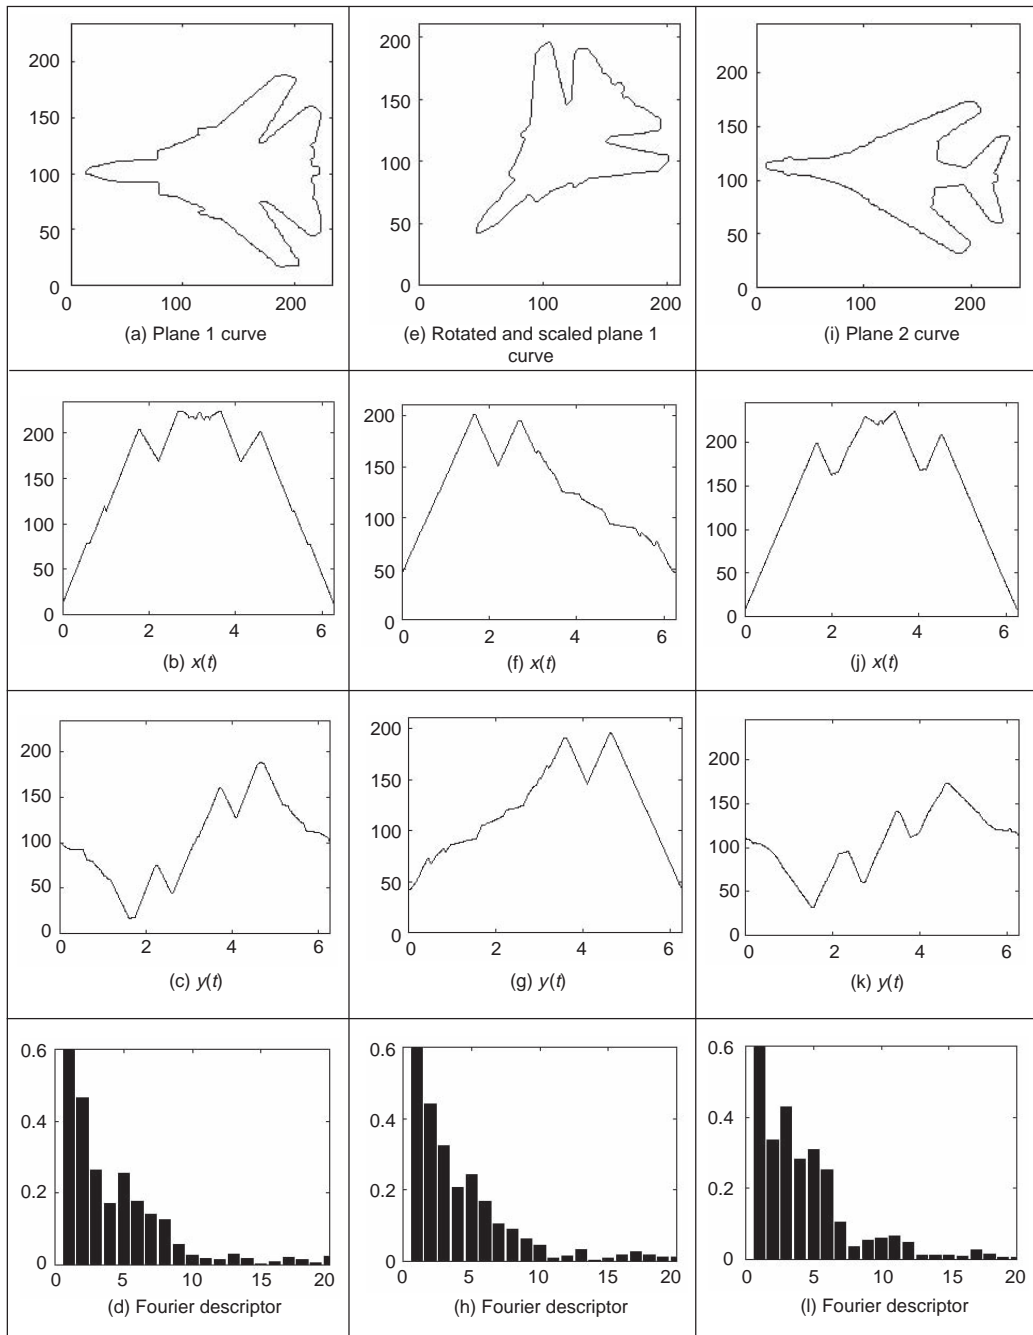 200
150
100
50
0
0 100 200
(a) Plane 1 curve
200
150
100
50
0
0 100 200
(e) Rotated and scaled plane 1
curve
200
150
100
50
0
0 100 200
(i) Plane 2 curve
200
150
100
50
0
0 2 4 6
(b) x(t)
200
150
100
50
0
0 2 4 6
(f) x(t)
200
150
100
50
0
0 2 4 6
(j) x(t)
200
150
100
50
0
0 2 4 6
(c) y(t)
200
150
100
50
0
0 2 4 6
(g) y(t)
200
150
100
50
0
0 2 4 6
(k) y(t)
0.6
0.4
0.2
0
0 5 10 15 20
(d) Fourier descriptor
0.6
0.4
0.2
0
0 5 10 15 20
(h) Fourier descriptor
0.6
0.4
0.2
0
0 5 10 15 20
(l) Fourier descriptor